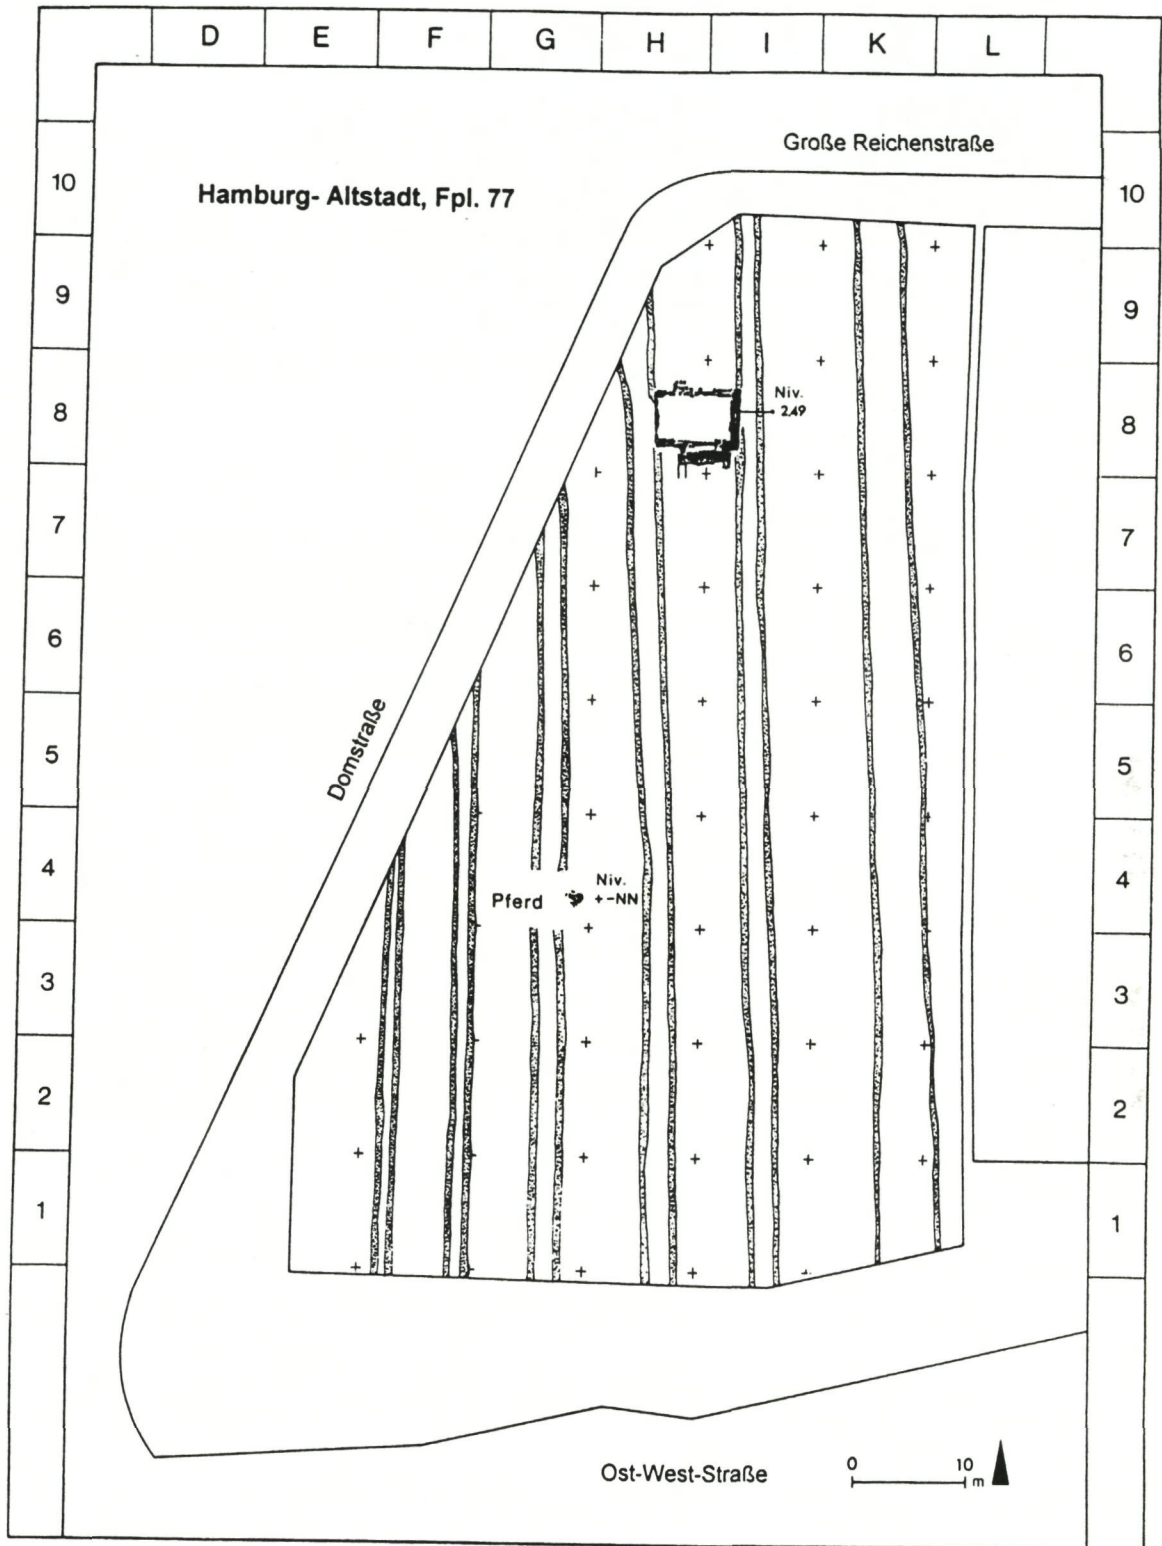 D E F G H I K L
Große Reichenstraße
10 10
Hamburg- Altstadt, Fpl. 77
9 9
8 8
Niv.
2,49
7 7
6 6
Domstraße
5 5
4 4
Niv.
Pferd +-NN
3 3
2 2
1 1
Ost-West-Straße
0 10
m